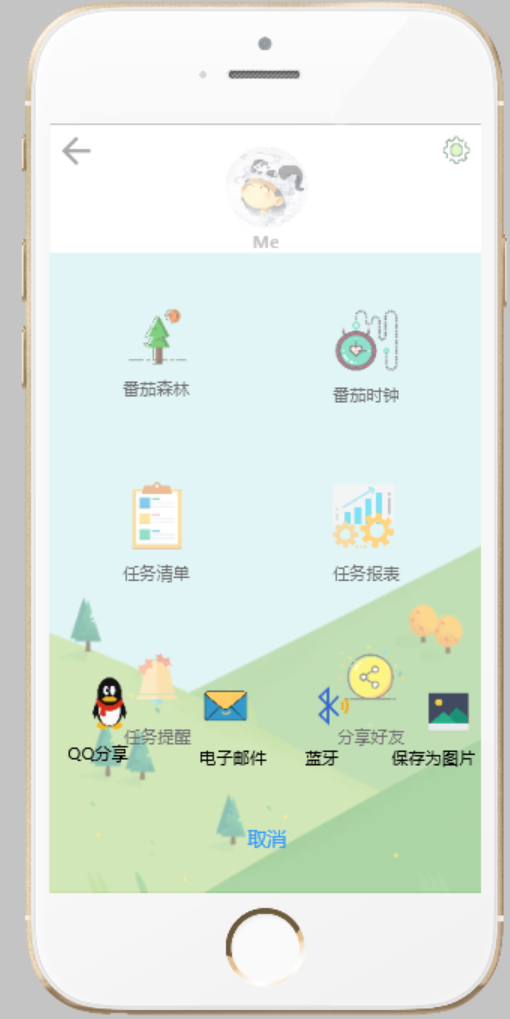 Me
番茄森林
番茄时钟
任务清单
任务报表
任务提醒
分享好友
QQ分享
电子邮件
蓝牙
保存为图片
取消